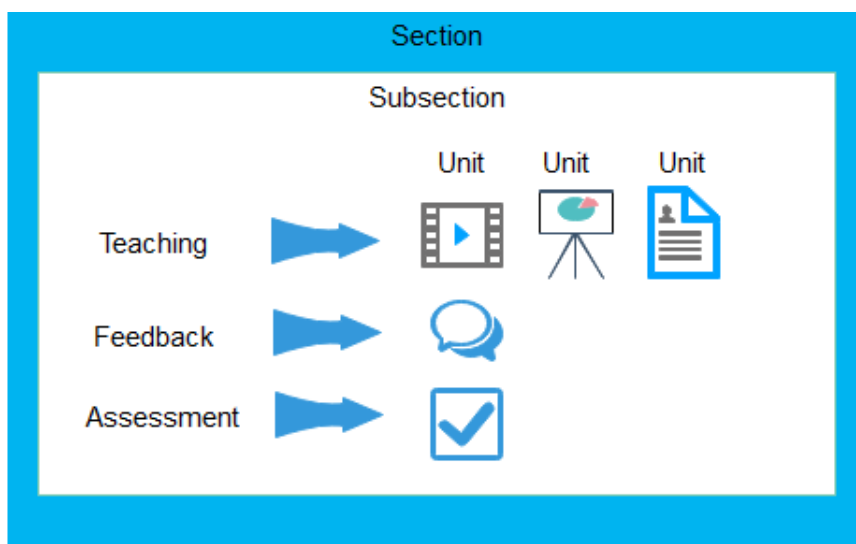 Section
Subsection
Unit Unit Unit
Teaching
Feedback
Assessment